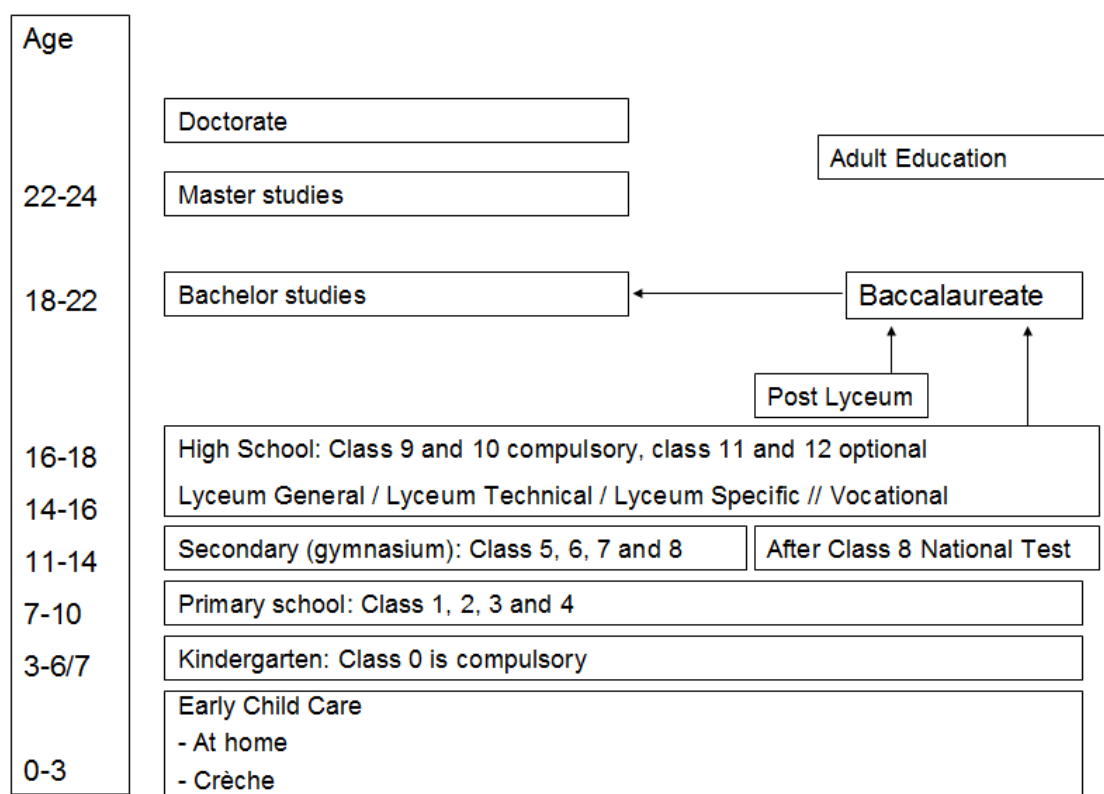 Age
Doctorate
Adult Education
22-24
Master studies
18-22
Bachelor studies
Baccalaureate
Post Lyceum
16-18
High School: Class 9 and 10 compulsory, class 11 and 12 optional
14-16
Lyceum General / Lyceum Technical / Lyceum Specific // Vocational
11-14
Secondary (gymnasium): Class 5, 6, 7 and 8
After Class 8 National Test
7-10
Primary school: Class 1, 2, 3 and 4
3-6/7
Kindergarten: Class 0 is compulsory
Early Child Care
- At home
0-3
- Crèche